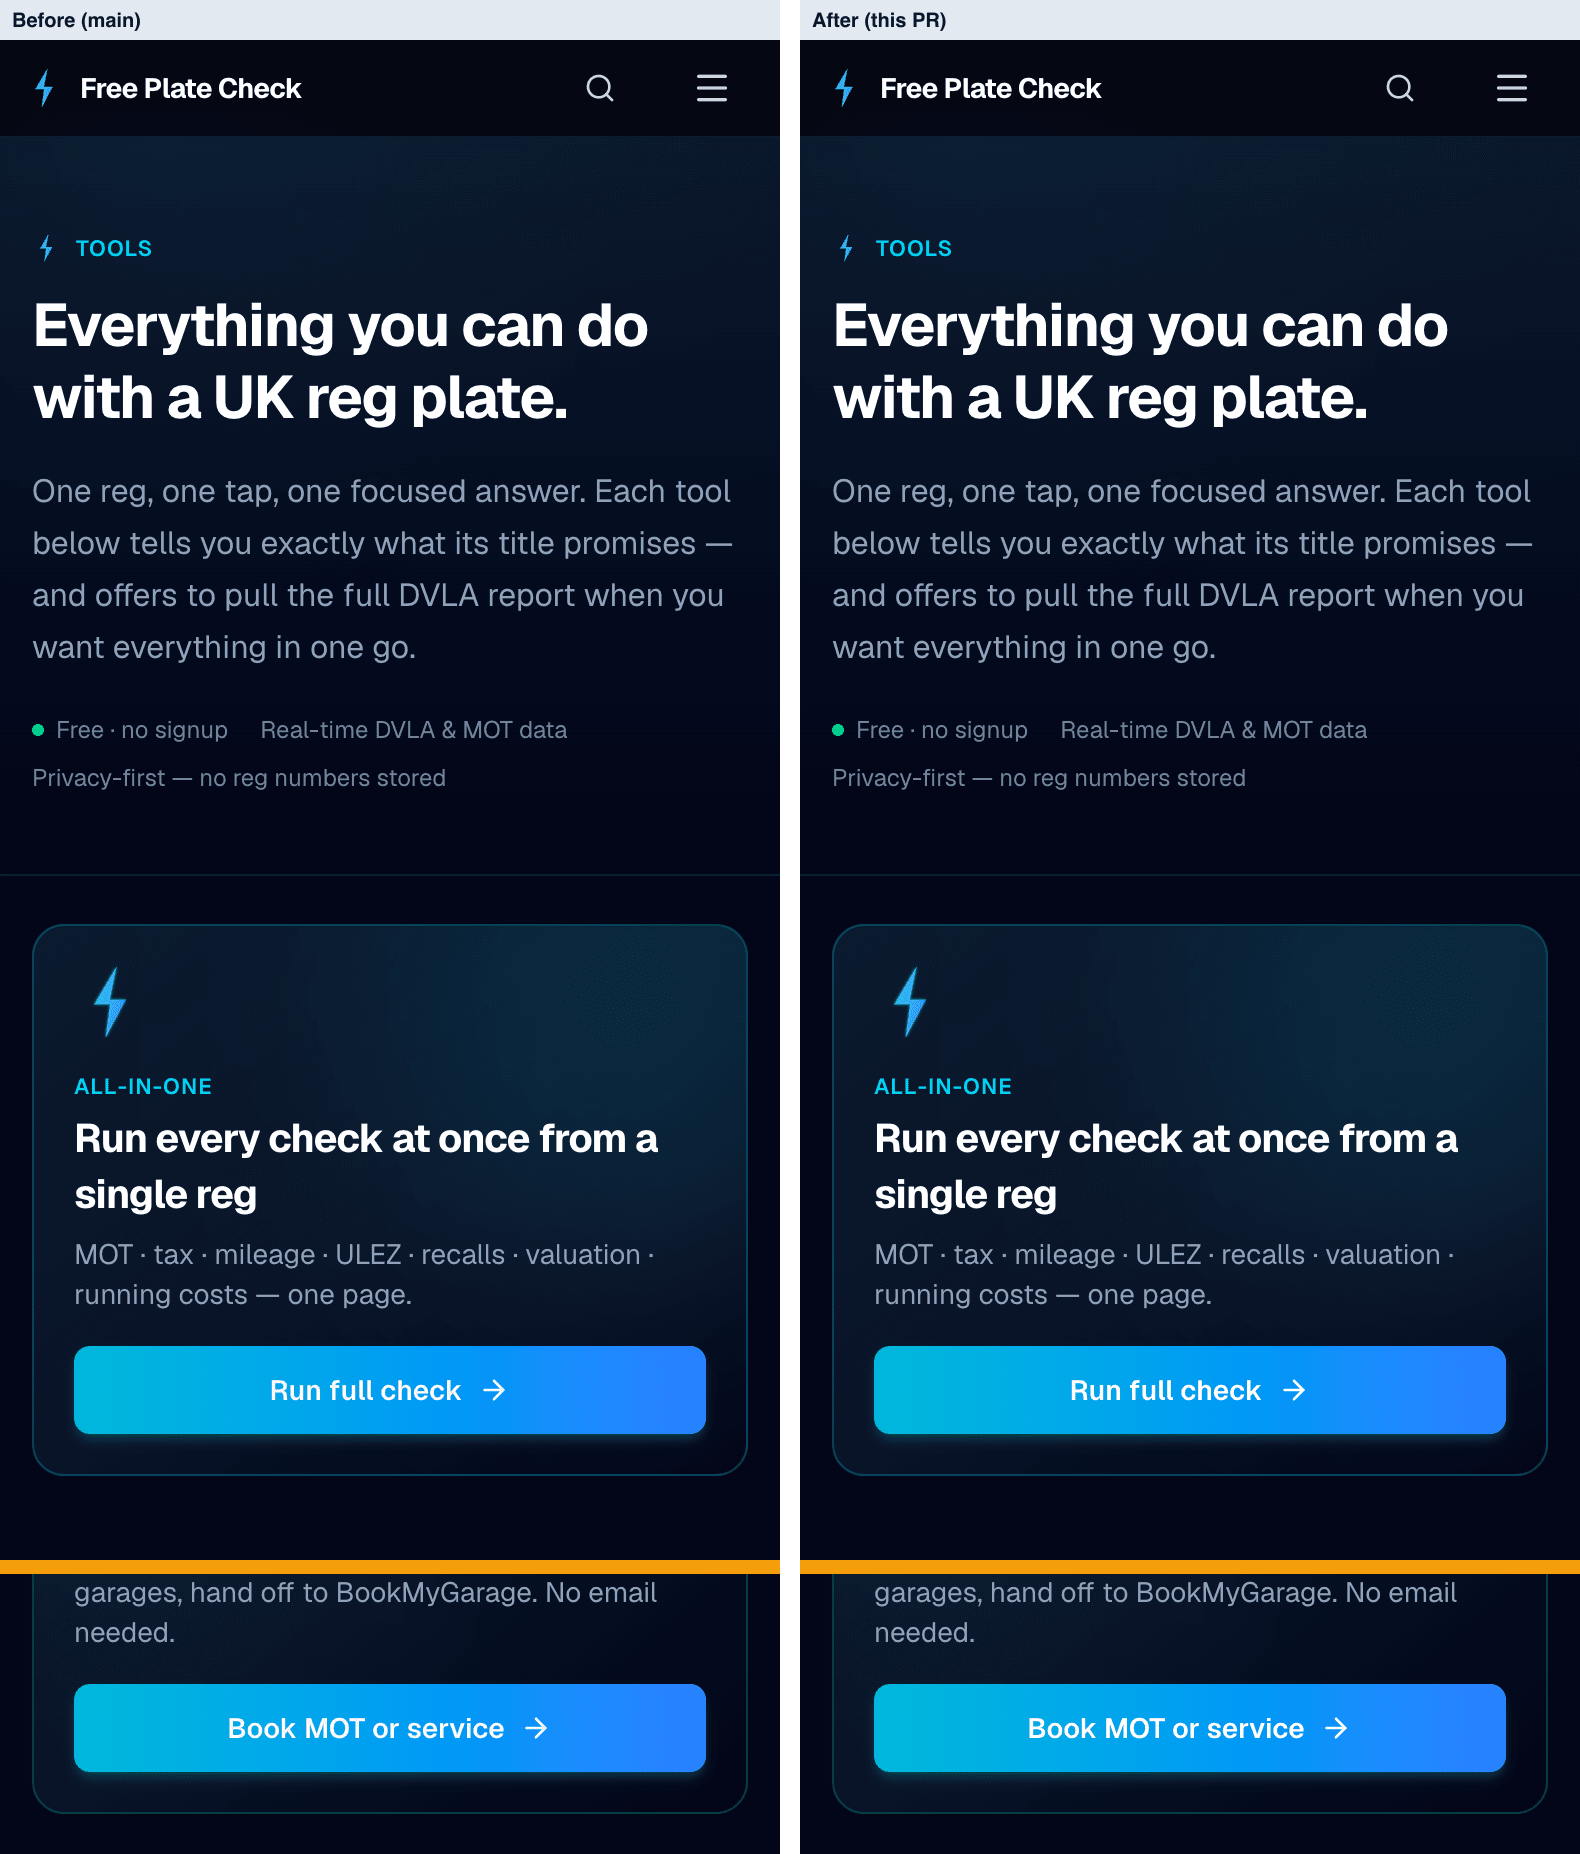 Before (main)
Free Plate Check
TOOLS
Everything you can do
with a UK reg plate.
One reg, one tap, one focused answer. Each tool
below tells you exactly what its title promises —
and offers to pull the full DVLA report when you
want everything in one go.
Free · no signup
Real-time DVLA & MOT data
Privacy-first — no reg numbers stored
ALL-IN-ONE
Run every check at once from a
single reg
MOT · tax · mileage · ULEZ · recalls · valuation ·
running costs — one page.
Run full check →
garages, hand off to BookMyGarage. No email
needed.
Book MOT or service →
After (this PR)
Free Plate Check
TOOLS
Everything you can do
with a UK reg plate.
One reg, one tap, one focused answer. Each tool
below tells you exactly what its title promises —
and offers to pull the full DVLA report when you
want everything in one go.
Free · no signup
Real-time DVLA & MOT data
Privacy-first — no reg numbers stored
ALL-IN-ONE
Run every check at once from a
single reg
MOT · tax · mileage · ULEZ · recalls · valuation ·
running costs — one page.
Run full check →
garages, hand off to BookMyGarage. No email
needed.
Book MOT or service →